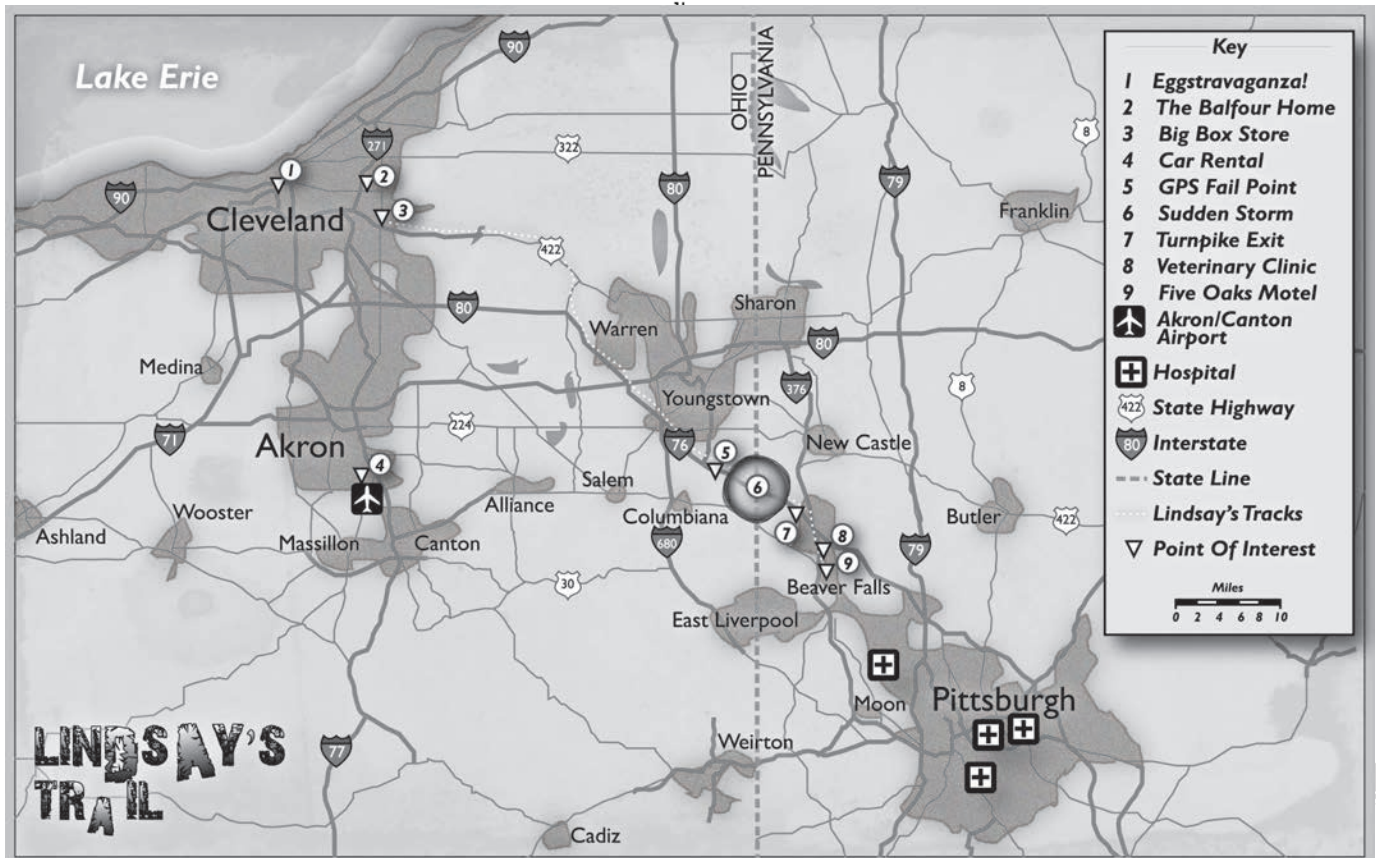 Lake Erie
90
OHIO
PENNSYLVANIA
271
322
8
1
2
90
80
79
3
Cleveland
Franklin
422
80
Sharon
Warren
80
Medina
376
8
Youngstown
224
71
76
New Castle
Akron
5
4
Salem
6
Alliance
Wooster
Columbiana
Butler
422
Ashland
7
8
Massillon
Canton
680
79
9
30
Beaver Falls
East Liverpool
Moon
Pittsburgh
LINDSAY'S
TRAIL
77
Weirton
Cadiz
Key
1 Eggstravaganza!
2 The Balfour Home
3 Big Box Store
4 Car Rental
5 GPS Fail Point
6 Sudden Storm
7 Turnpike Exit
8 Veterinary Clinic
9 Five Oaks Motel
Akron/Canton
Airport
Hospital
422 State Highway
80 Interstate
State Line
Lindsay's Tracks
Point Of Interest
Miles
0 2 4 6 8 10